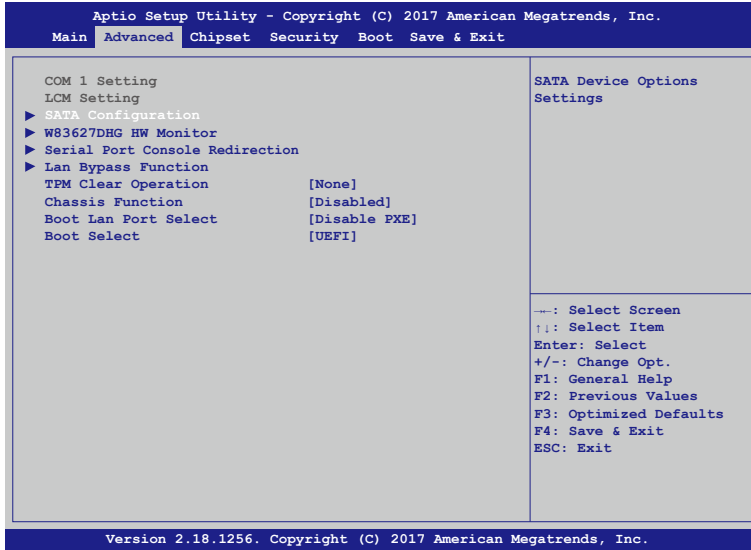 Aptio Setup Utility - Copyright (C) 2017 American Megatrends, Inc.
Main Advanced Chipset Security Boot Save & Exit
COM 1 Setting
LCM Setting
▶ SATA Configuration
▶ W83627DHG HW Monitor
▶ Serial Port Console Redirection
▶ Lan Bypass Function
TPM Clear Operation [None]
Chassis Function [Disabled]
Boot Lan Port Select [Disable PXE]
Boot Select [UEFI]
SATA Device Options
Settings
→←: Select Screen
↑↓: Select Item
Enter: Select
+/-: Change Opt.
F1: General Help
F2: Previous Values
F3: Optimized Defaults
F4: Save & Exit
ESC: Exit
Version 2.18.1256. Copyright (C) 2017 American Megatrends, Inc.